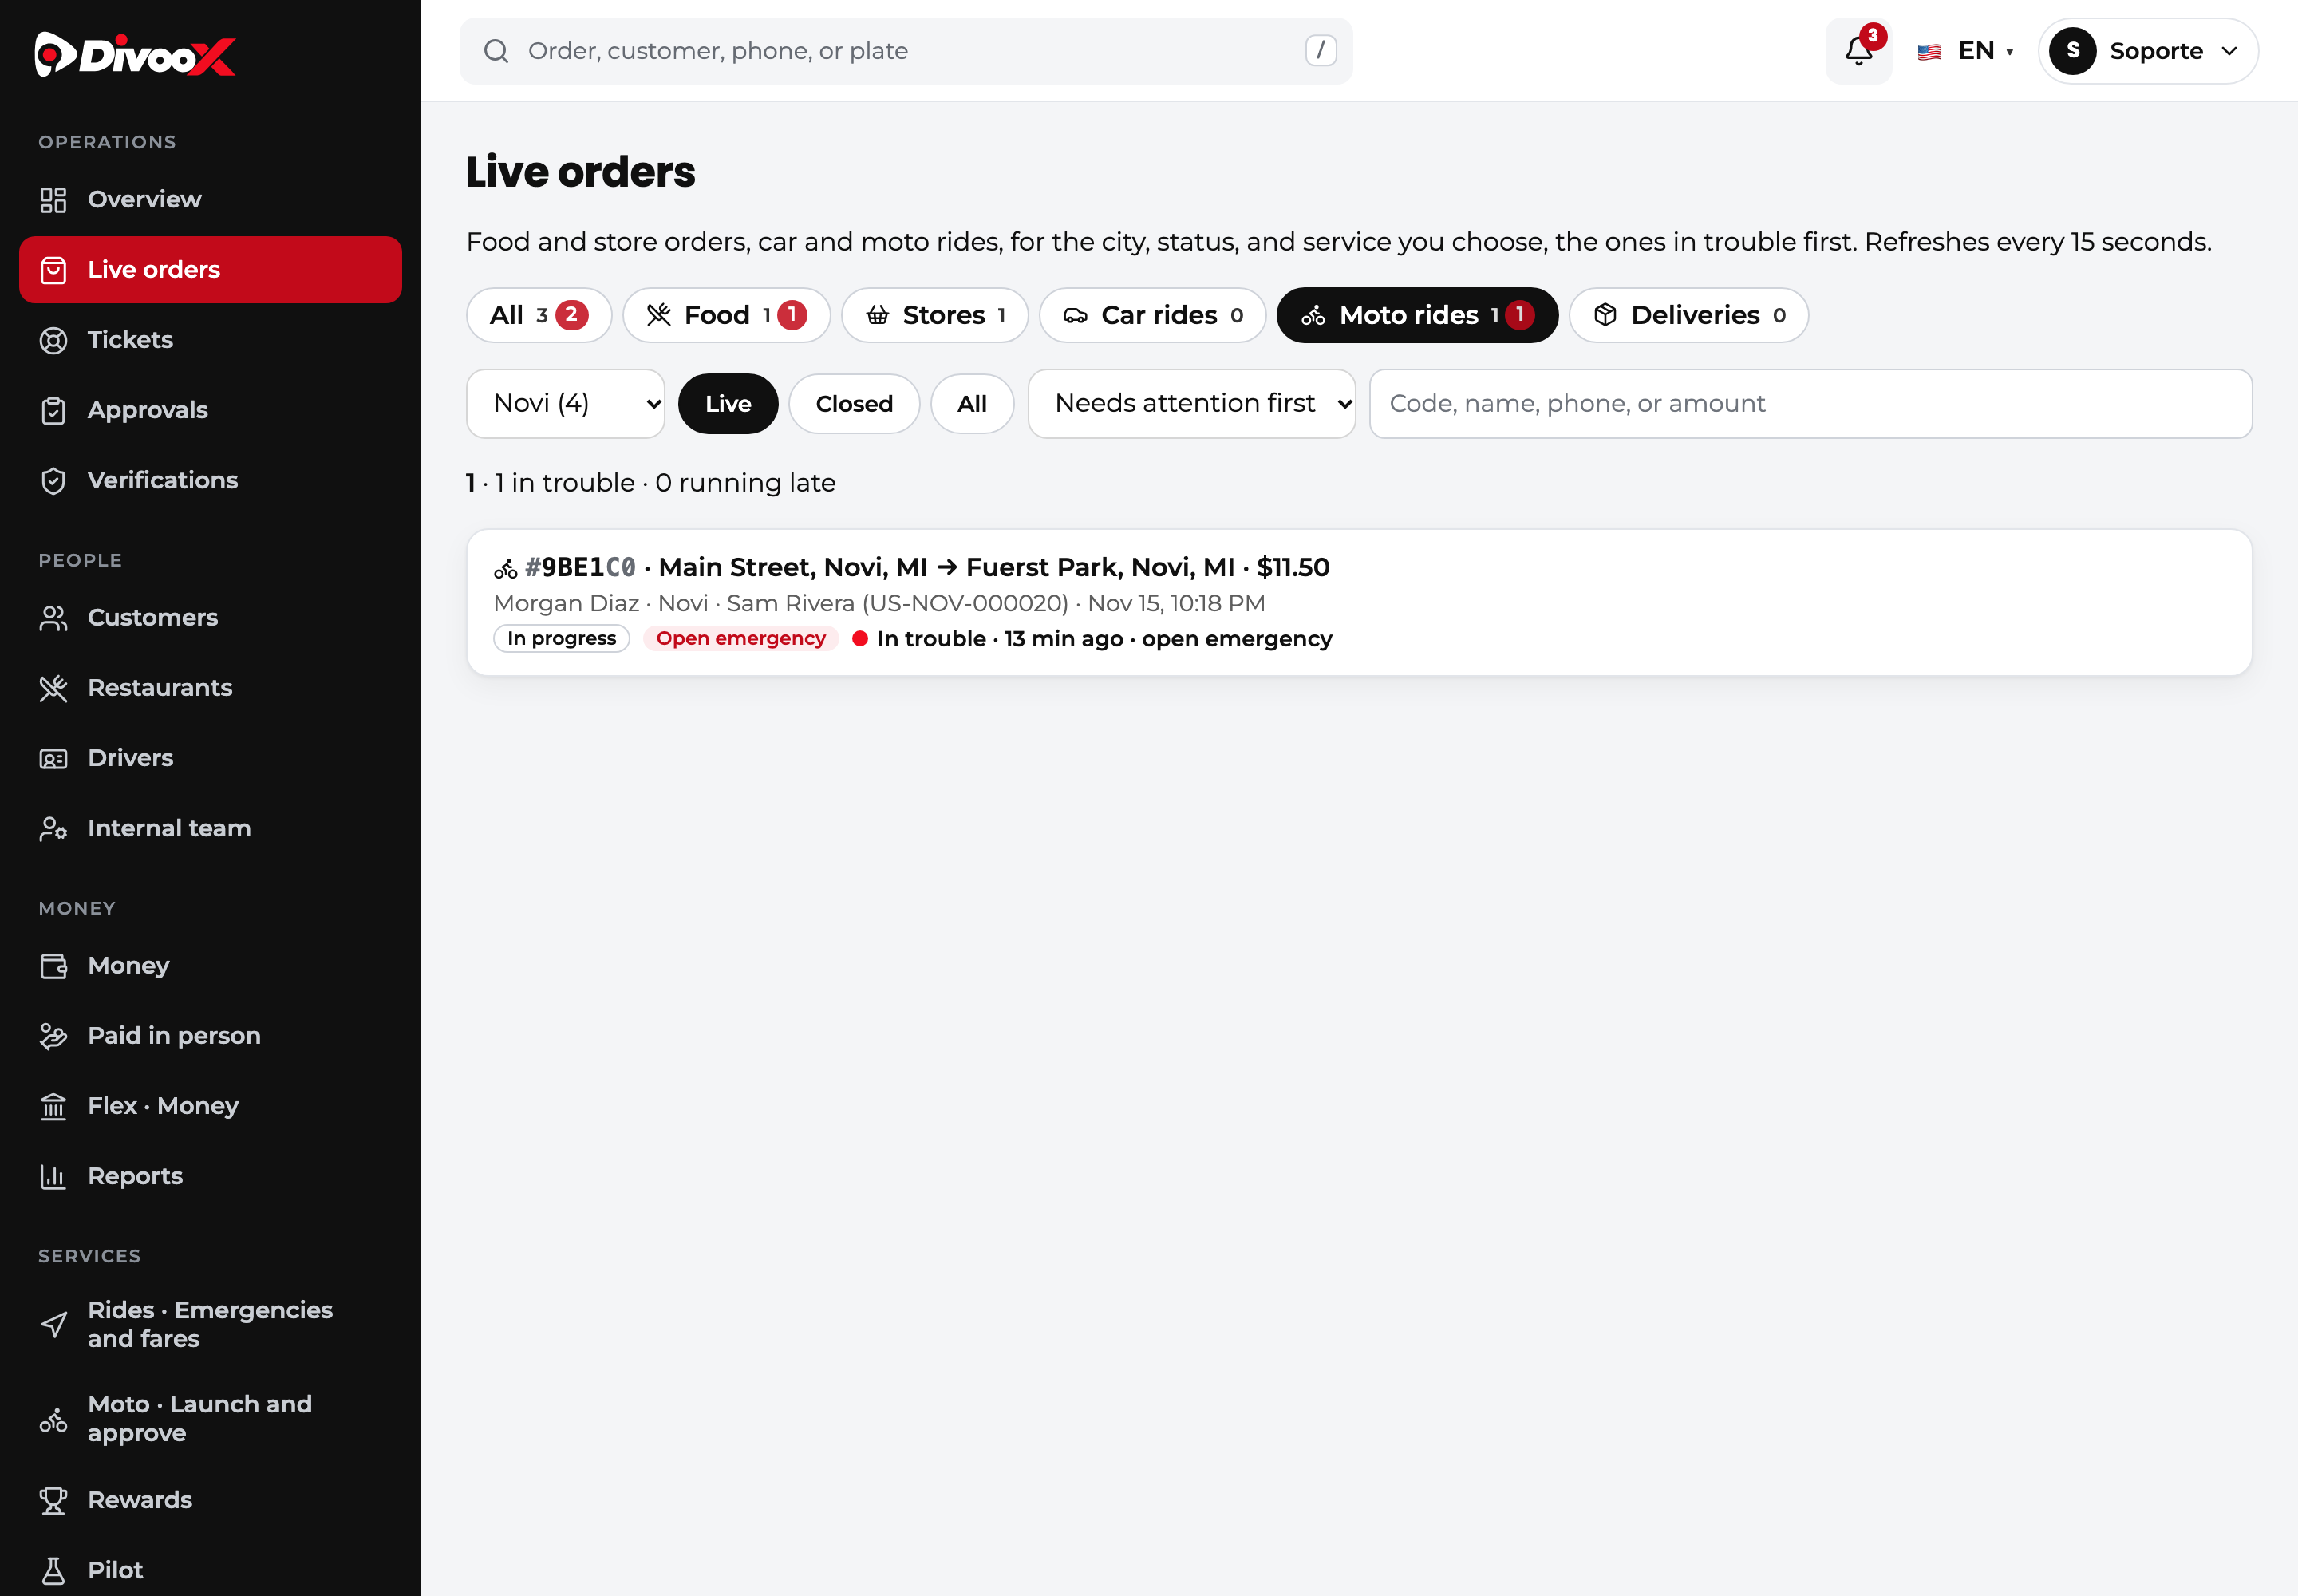 DivooX
Order, customer, phone, or plate
/
3
EN
S
Soporte
OPERATIONS
Overview
Live orders
Tickets
Approvals
Verifications
PEOPLE
Customers
Restaurants
Drivers
Internal team
MONEY
Money
Paid in person
Flex · Money
Reports
SERVICES
Rides · Emergencies
and fares
Moto · Launch and
approve
Rewards
Pilot
Live orders
Food and store orders, car and moto rides, for the city, status, and service you choose, the ones in trouble first. Refreshes every 15 seconds.
All 3 2 Food 1 1 Stores 1 Car rides 0 Moto rides 1 1 Deliveries 0
Novi (4) Live Closed All Needs attention first Code, name, phone, or amount
1 · 1 in trouble · 0 running late
#9BE1C0 · Main Street, Novi, MI → Fuerst Park, Novi, MI · $11.50
Morgan Diaz · Novi · Sam Rivera (US-NOV-000020) · Nov 15, 10:18 PM
In progress Open emergency In trouble · 13 min ago · open emergency